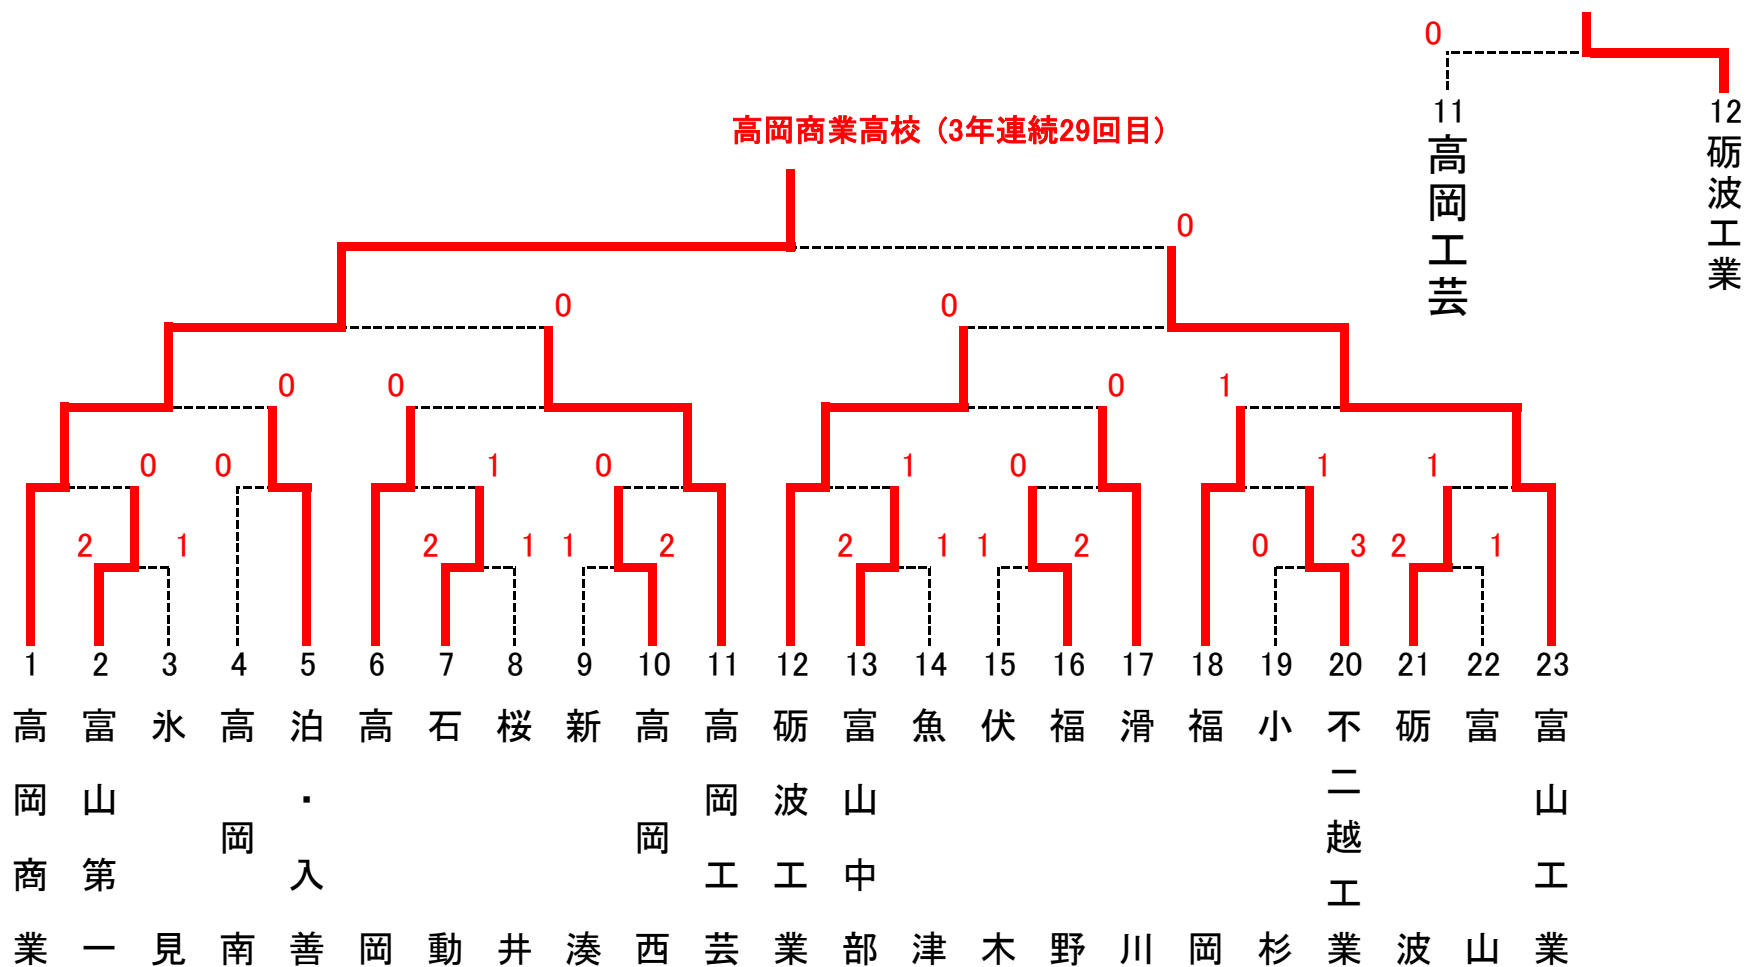 0
11 12
高岡工芸
砺波工業
高岡商業高校（3年連続29回目）
0
0 0
0 0 0 1
0 0 1 0 1 0 1 1
2 1 2 1 1 2 2 1 1 2 0 3 2 1
1 2 3 4 5 6 7 8 9 10 11 12 13 14 15 16 17 18 19 20 21 22 23
高岡商業
富山第一
氷見
高岡南
泊・入善
高岡
石動
桜井
新湊
高岡西
高岡工芸
砺波工業
富山中部
魚津
伏木
福野
滑川
福岡
小杉
不二越工業
砺波
富山
富山工業